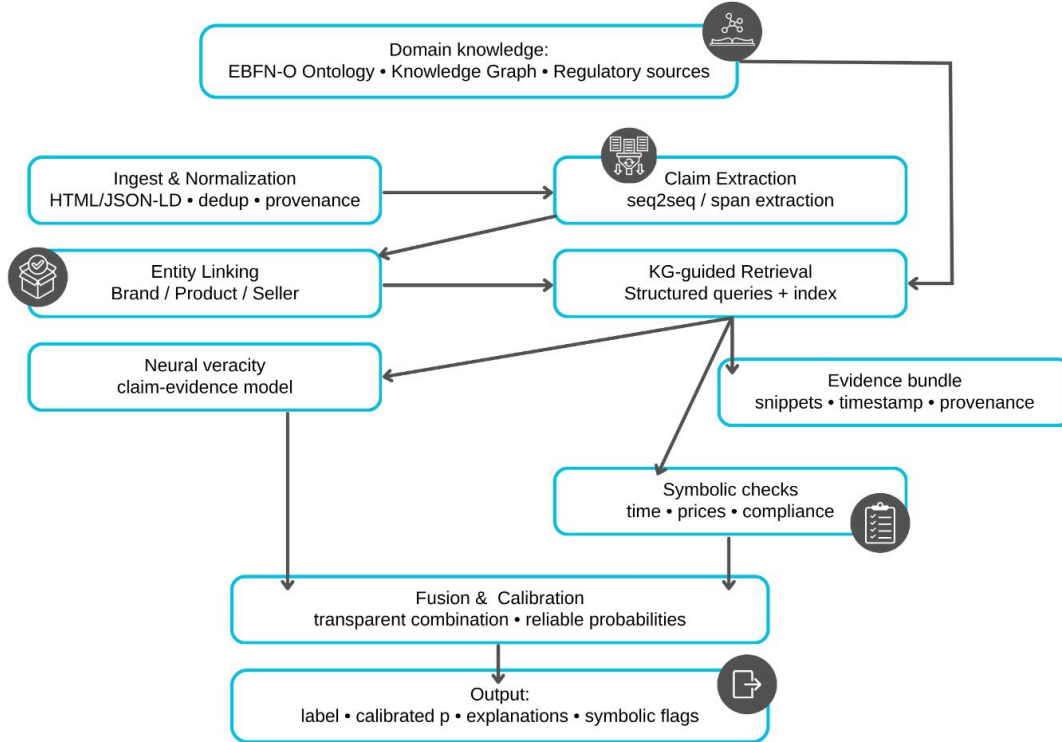 Domain knowledge:
EBFN-O Ontology • Knowledge Graph • Regulatory sources
Ingest & Normalization
HTML/JSON-LD • dedup • provenance
Claim Extraction
seq2seq / span extraction
Entity Linking
Brand / Product / Seller
KG-guided Retrieval
Structured queries + index
Neural veracity
claim-evidence model
Evidence bundle
snippets • timestamp • provenance
Symbolic checks
time • prices • compliance
Fusion & Calibration
transparent combination • reliable probabilities
Output:
label • calibrated p • explanations • symbolic flags